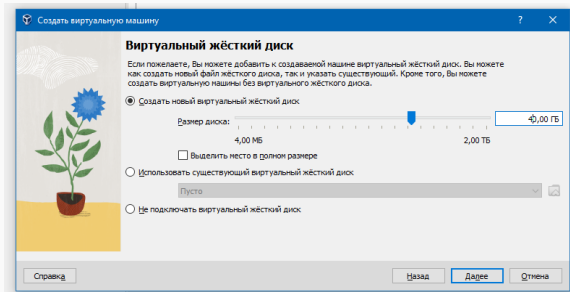 Создать виртуальную машину
Виртуальный жёсткий диск
Если пожелаете, Вы можете добавить к создаваемой машине виртуальный жёсткий диск. Вы можете
как создать новый файл жёсткого диска, так и указать существующий. Кроме того, Вы можете
создать виртуальную машины без виртуального жёсткого диска.
Создать новый виртуальный жёсткий диск
Размер диска:
40,00 ГБ
4,00 МБ 2,00 ТБ
Выделить место в полном размере
Использовать существующий виртуальный жёсткий диск
Пусто
Не подключать виртуальный жёсткий диск
Справка Назад Далее Отмена